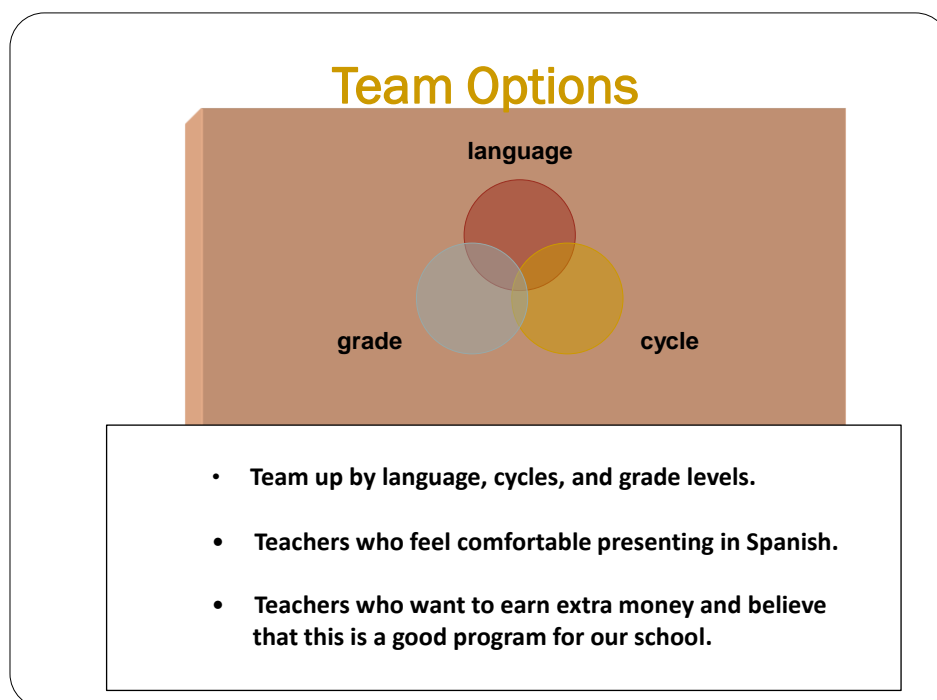 Team Options
language
grade
cycle
• Team up by language, cycles, and grade levels.
• Teachers who feel comfortable presenting in Spanish.
• Teachers who want to earn extra money and believe
that this is a good program for our school.